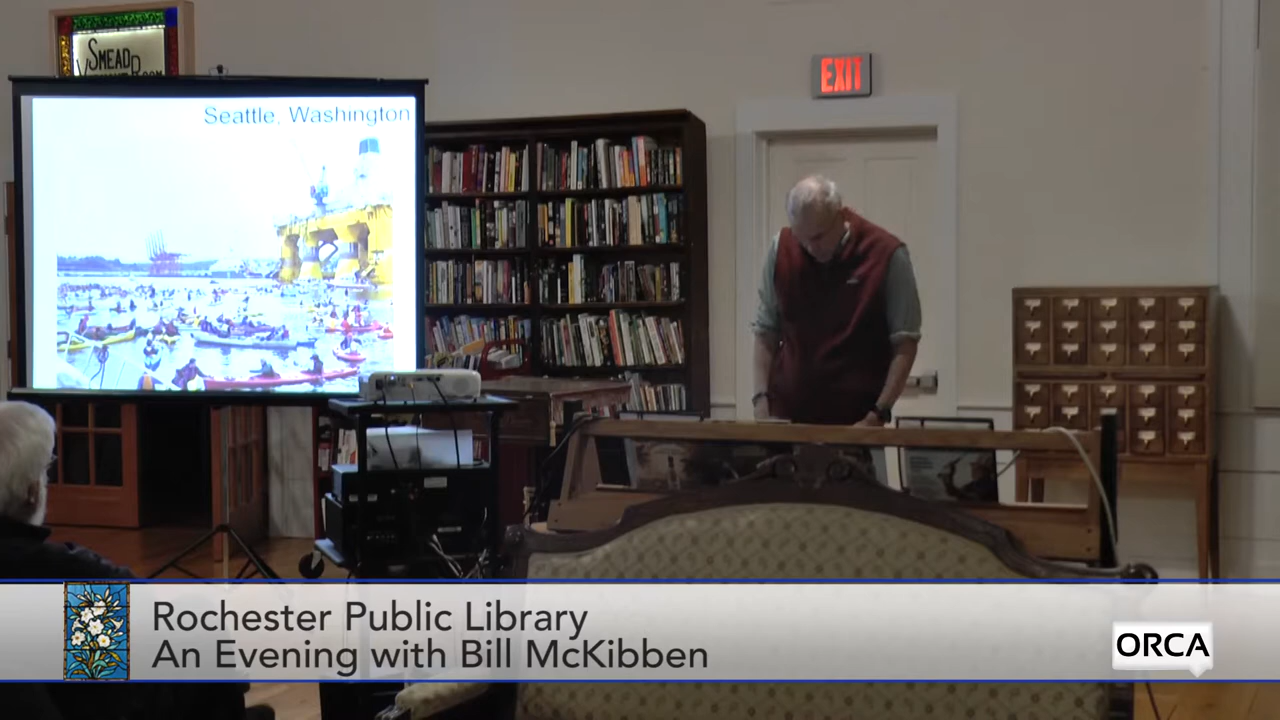 SMEAD
Seattle, Washington
EXIT
Rochester Public Library
An Evening with Bill McKibben
ORCA